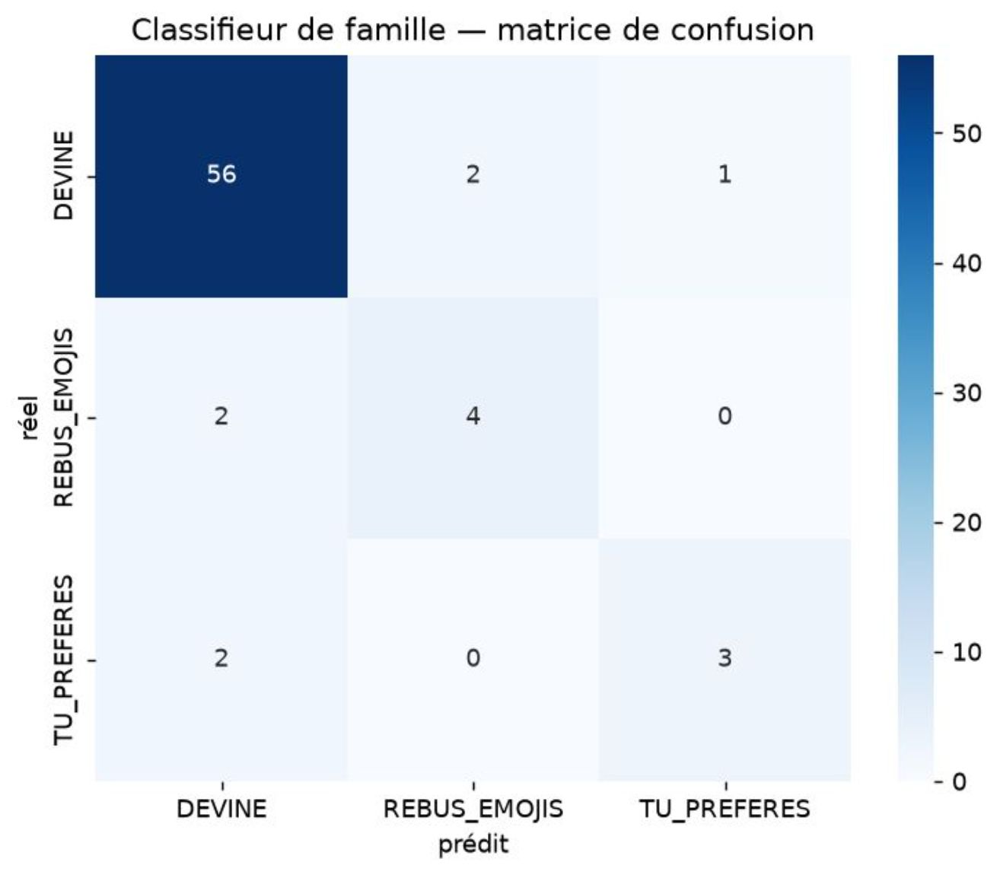 Classifieur de famille — matrice de confusion
DEVINE
56
2
1
50
40
réel
REBUS_EMOJIS
2
4
0
30
20
TU_PREFERES
2
0
3
10
0
DEVINE
REBUS_EMOJIS
TU_PREFERES
prédit